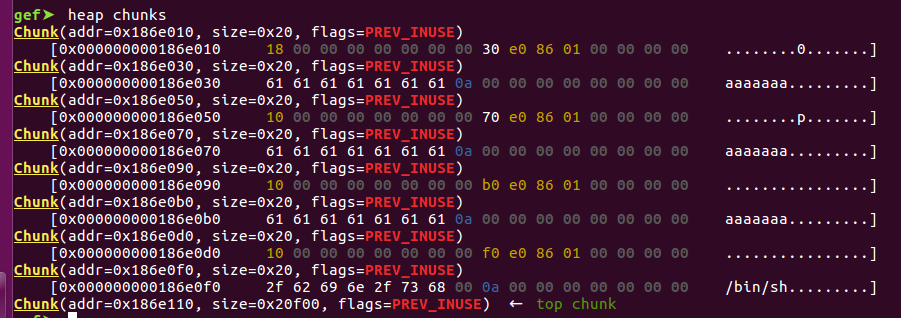 gef➤  heap chunks
Chunk(addr=0x186e010, size=0x20, flags=PREV_INUSE)
    [0x000000000186e010     18 00 00 00 00 00 00 00 30 e0 86 01 00 00 00 00    ........0.......]
Chunk(addr=0x186e030, size=0x20, flags=PREV_INUSE)
    [0x000000000186e030     61 61 61 61 61 61 61 0a 00 00 00 00 00 00 00 00    aaaaaaa.........]
Chunk(addr=0x186e050, size=0x20, flags=PREV_INUSE)
    [0x000000000186e050     10 00 00 00 00 00 00 00 70 e0 86 01 00 00 00 00    ........p.......]
Chunk(addr=0x186e070, size=0x20, flags=PREV_INUSE)
    [0x000000000186e070     61 61 61 61 61 61 61 0a 00 00 00 00 00 00 00 00    aaaaaaa.........]
Chunk(addr=0x186e090, size=0x20, flags=PREV_INUSE)
    [0x000000000186e090     10 00 00 00 00 00 00 00 b0 e0 86 01 00 00 00 00    ................]
Chunk(addr=0x186e0b0, size=0x20, flags=PREV_INUSE)
    [0x000000000186e0b0     61 61 61 61 61 61 61 0a 00 00 00 00 00 00 00 00    aaaaaaa.........]
Chunk(addr=0x186e0d0, size=0x20, flags=PREV_INUSE)
    [0x000000000186e0d0     10 00 00 00 00 00 00 00 f0 e0 86 01 00 00 00 00    ................]
Chunk(addr=0x186e0f0, size=0x20, flags=PREV_INUSE)
    [0x000000000186e0f0     2f 62 69 6e 2f 73 68 00 0a 00 00 00 00 00 00 00    /bin/sh.........]
Chunk(addr=0x186e110, size=0x20f00, flags=PREV_INUSE)  ←  top chunk